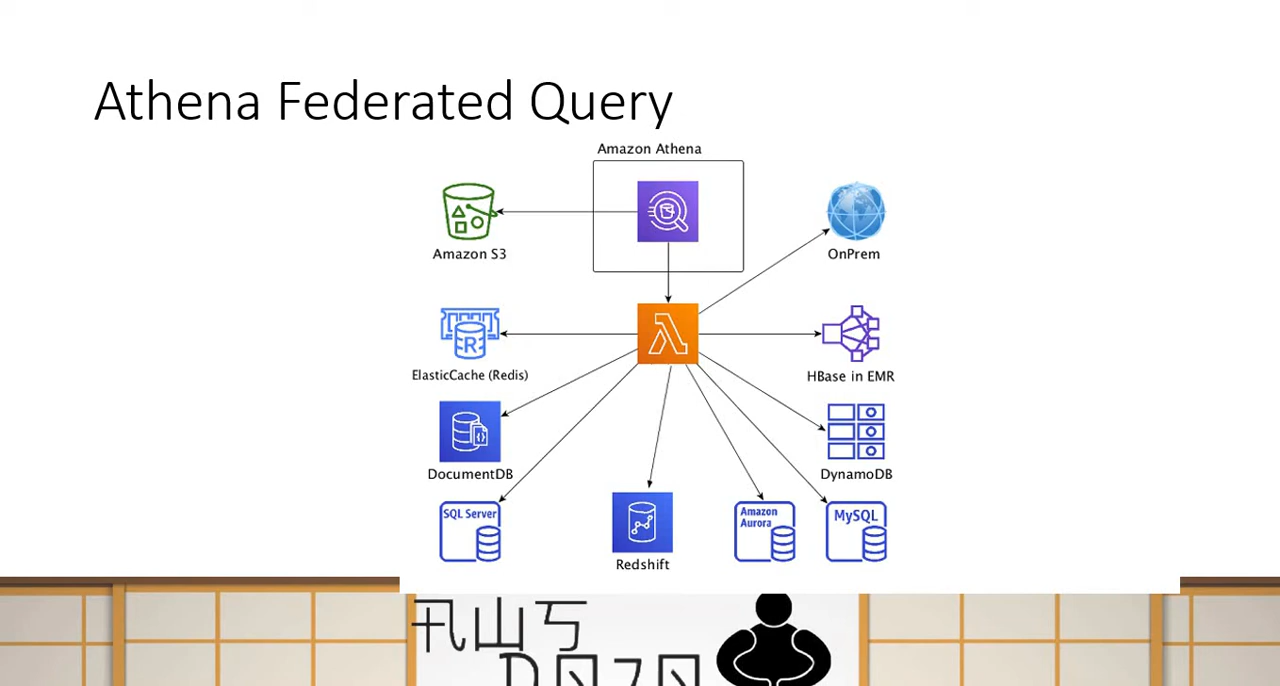 Athena Federated Query
Amazon Athena
Amazon S3
OnPrem
R
ElasticCache (Redis)
HBase in EMR
DocumentDB
DynamoDB
SQL Server
Amazon
Aurora
MySQL
Redshift